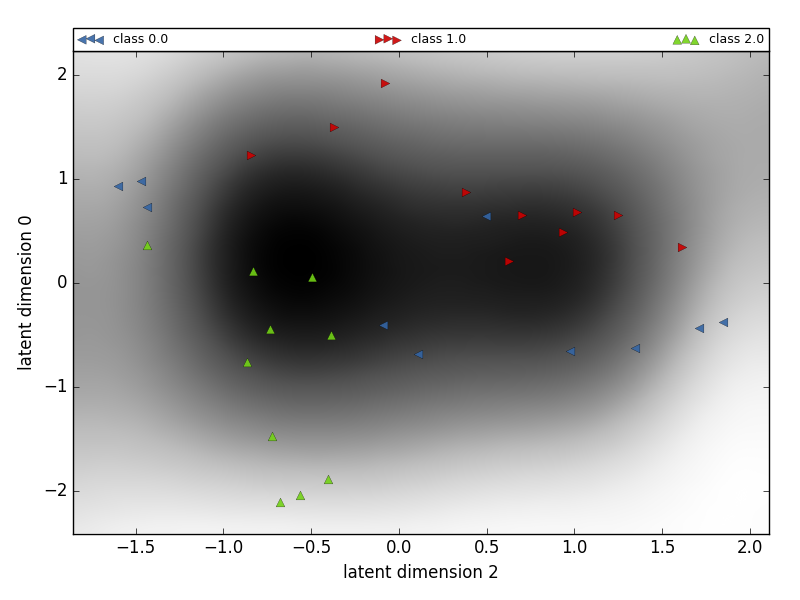 class 0.0 class 1.0 class 2.0
2
1
0
−1
−2
latent dimension 0
−1.5 −1.0 −0.5 0.0 0.5 1.0 1.5 2.0
latent dimension 2